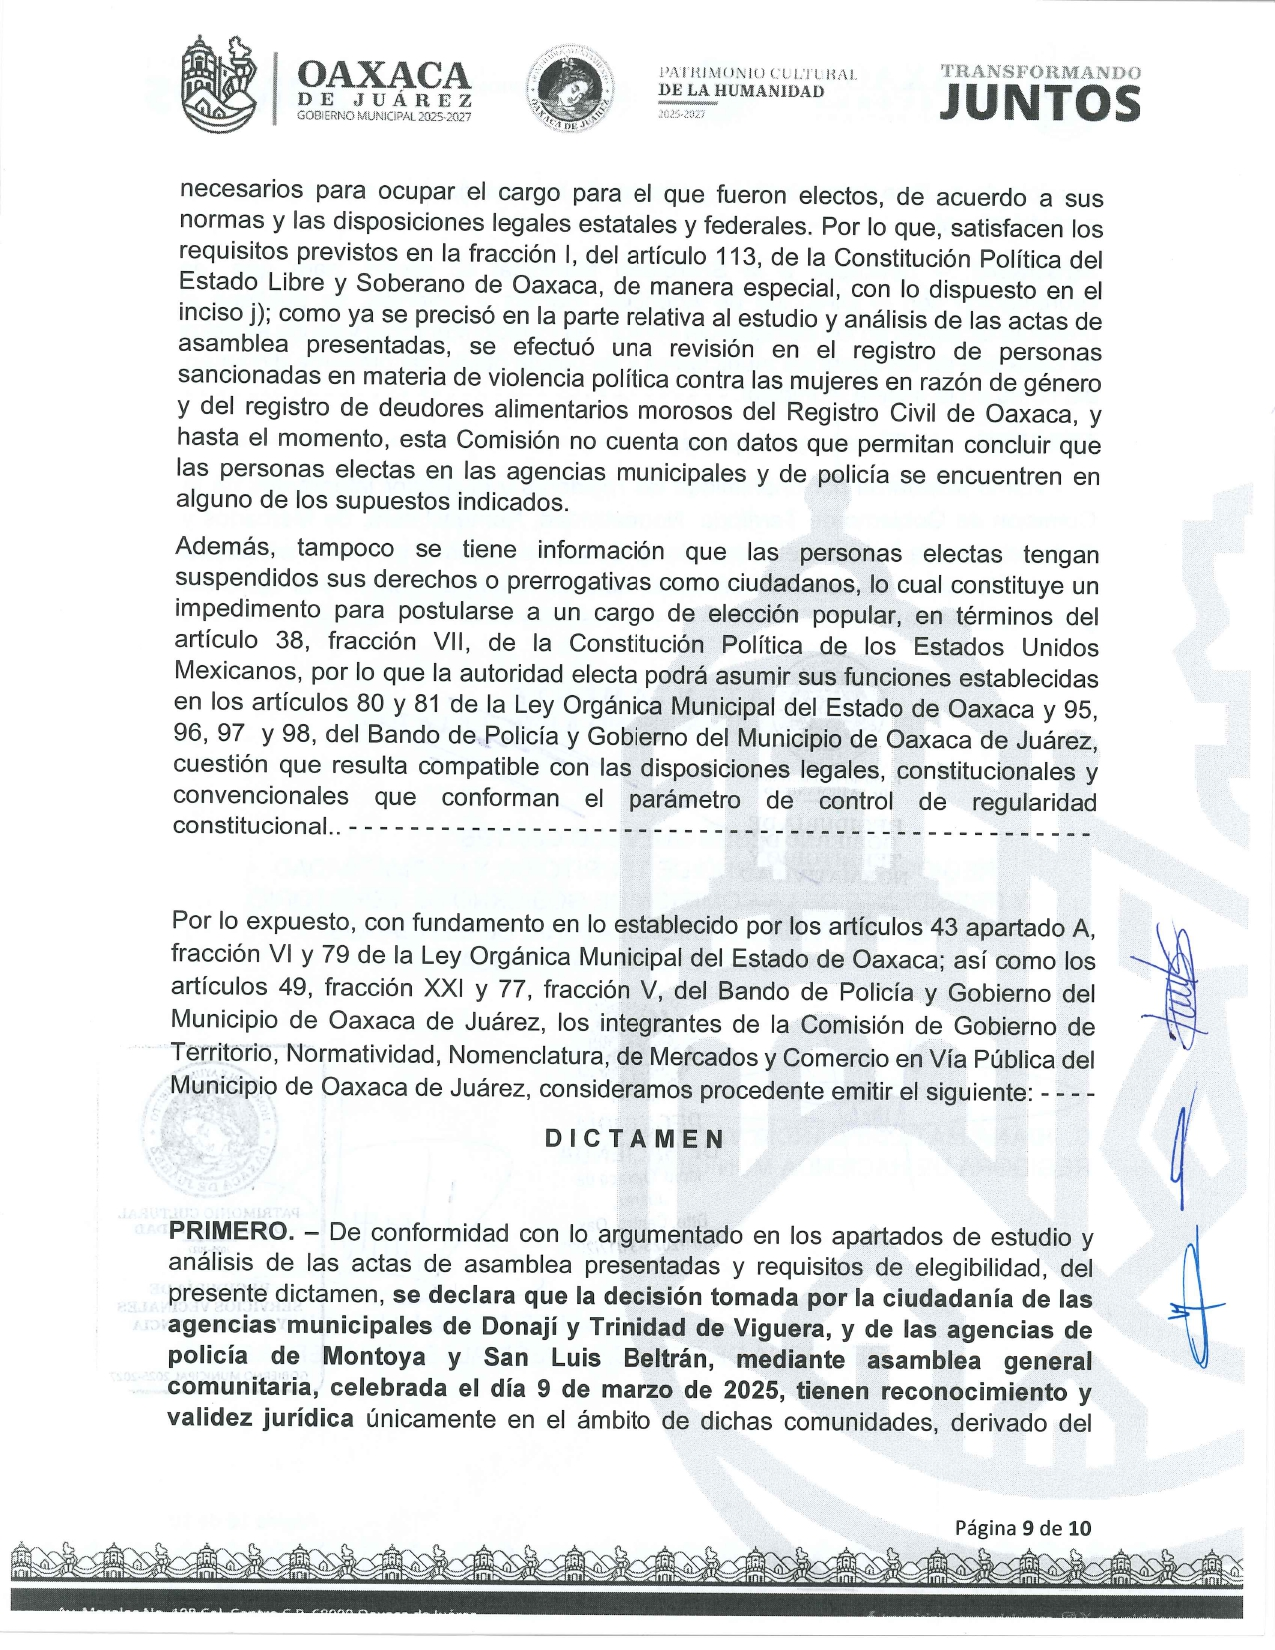 OAXACA
DE JUÁREZ
GOBIERNO MUNICIPAL 2025-2027
OAXACA DE JUÁREZ
PATRIMONIO CULTURAL
DE LA HUMANIDAD
2025-2027
TRANSFORMANDO
JUNTOS
necesarios para ocupar el cargo para el que fueron electos, de acuerdo a sus
normas y las disposiciones legales estatales y federales. Por lo que, satisfacen los
requisitos previstos en la fracción I, del artículo 113, de la Constitución Política del
Estado Libre y Soberano de Oaxaca, de manera especial, con lo dispuesto en el
inciso j); como ya se precisó en la parte relativa al estudio y análisis de las actas de
asamblea presentadas, se efectuó una revisión en el registro de personas
sancionadas en materia de violencia política contra las mujeres en razón de género
y del registro de deudores alimentarios morosos del Registro Civil de Oaxaca, y
hasta el momento, esta Comisión no cuenta con datos que permitan concluir que
las personas electas en las agencias municipales y de policía se encuentren en
alguno de los supuestos indicados.
Además, tampoco se tiene información que las personas electas tengan
suspendidos sus derechos o prerrogativas como ciudadanos, lo cual constituye un
impedimento para postularse a un cargo de elección popular, en términos del
artículo 38, fracción VII, de la Constitución Política de los Estados Unidos
Mexicanos, por lo que la autoridad electa podrá asumir sus funciones establecidas
en los artículos 80 y 81 de la Ley Orgánica Municipal del Estado de Oaxaca y 95,
96, 97 y 98, del Bando de Policía y Gobierno del Municipio de Oaxaca de Juárez,
cuestión que resulta compatible con las disposiciones legales, constitucionales y
convencionales que conforman el parámetro de control de regularidad
constitucional.. - - - - - - - - - - - - - - - - - - - - - - - - - - - - - - - - - - - - - - - - - - - - - - - -
Por lo expuesto, con fundamento en lo establecido por los artículos 43 apartado A,
fracción VI y 79 de la Ley Orgánica Municipal del Estado de Oaxaca; así como los
artículos 49, fracción XXI y 77, fracción V, del Bando de Policía y Gobierno del
Municipio de Oaxaca de Juárez, los integrantes de la Comisión de Gobierno de
Territorio, Normatividad, Nomenclatura, de Mercados y Comercio en Vía Pública del
Municipio de Oaxaca de Juárez, consideramos procedente emitir el siguiente: - - - -
D I C T A M E N
PRIMERO. – De conformidad con lo argumentado en los apartados de estudio y
análisis de las actas de asamblea presentadas y requisitos de elegibilidad, del
presente dictamen, se declara que la decisión tomada por la ciudadanía de las
agencias municipales de Donají y Trinidad de Viguera, y de las agencias de
policía de Montoya y San Luis Beltrán, mediante asamblea general
comunitaria, celebrada el día 9 de marzo de 2025, tienen reconocimiento y
validez jurídica únicamente en el ámbito de dichas comunidades, derivado del
Página 9 de 10